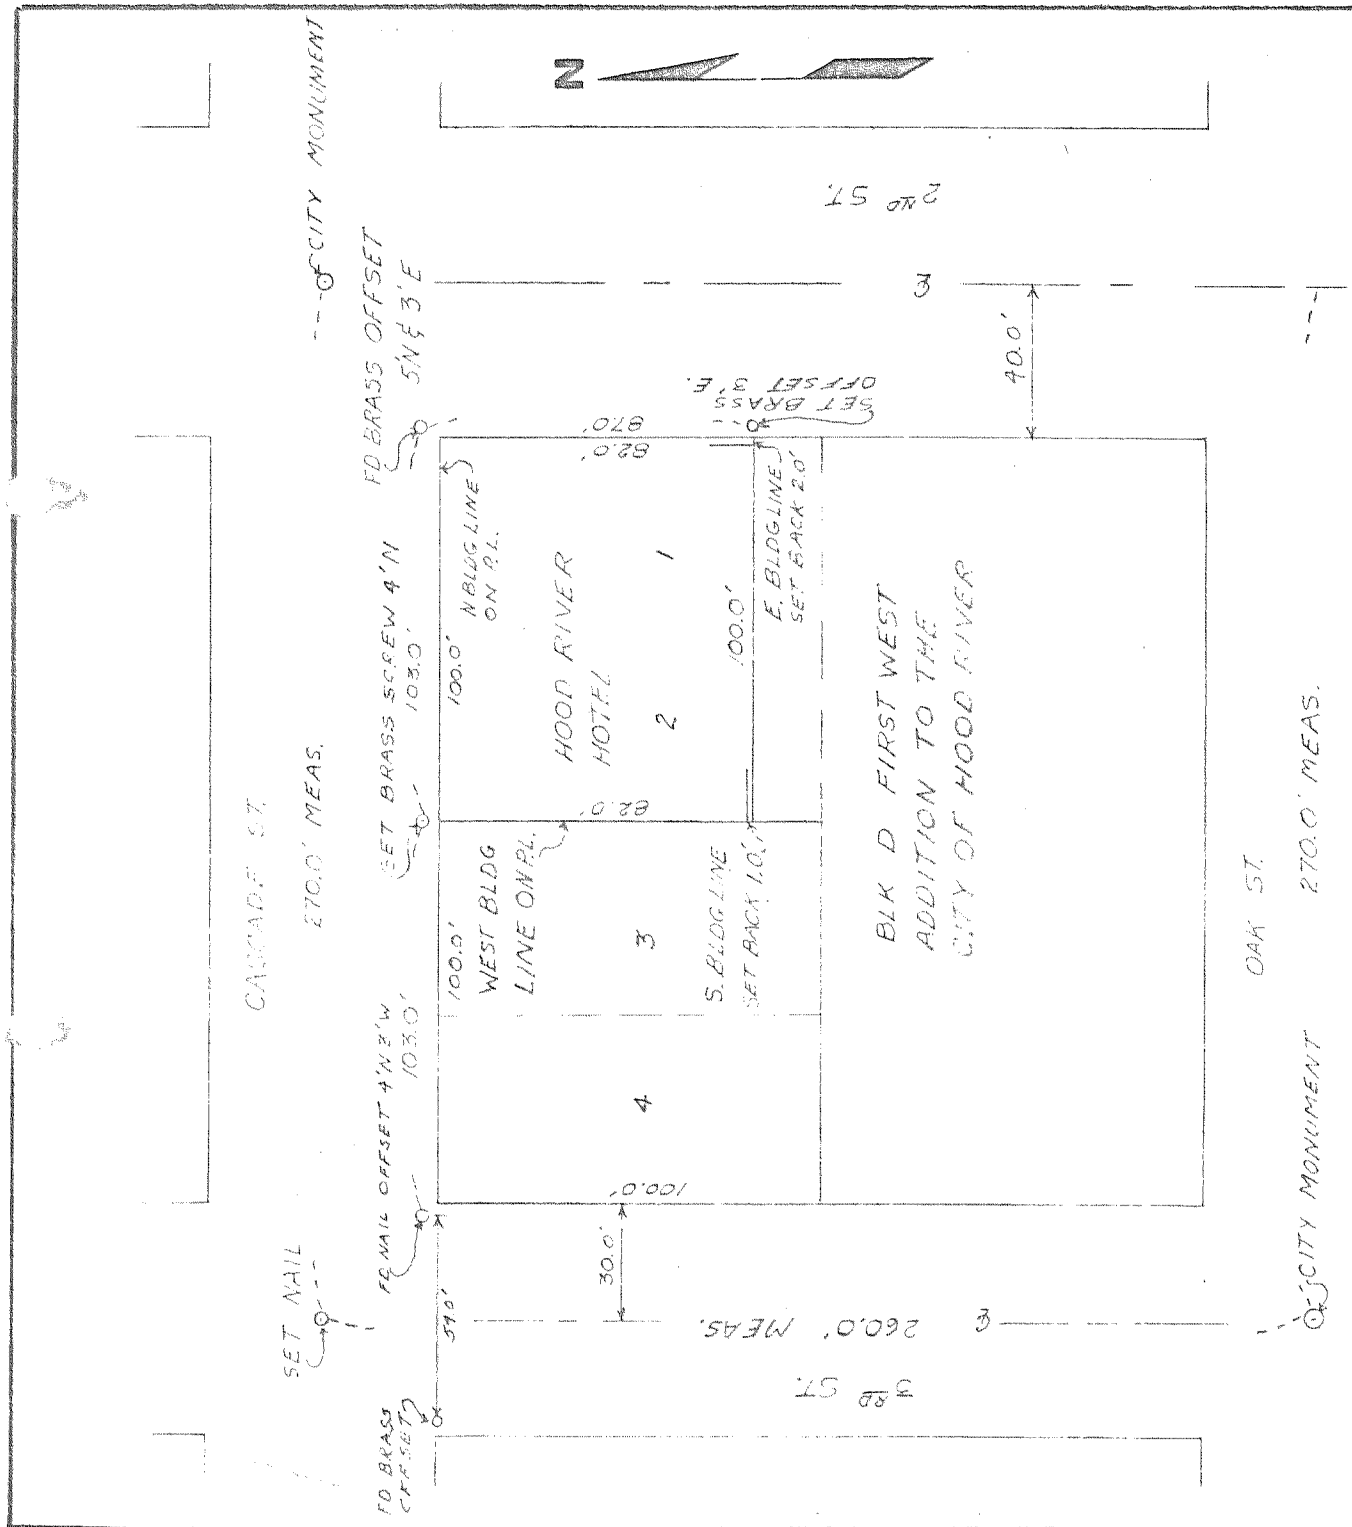 N
CITY MONUMENT
2ND ST.
FD BRASS OFFSET
5'N & 3'E
SET BRASS
OFFSET 3'E.
40.0'
87.0'
82.0'
SET BRASS SCREW 4'N
103.0'
100.0'
N BLDG LINE
ON P.L.
HOOD RIVER
HOTEL
1
2
100.0'
E. BLDG LINE
SET BACK 2.0'
82.0'
CASCADE ST.
270.0' MEAS.
100.0'
WEST BLDG
LINE ON P.L.
3
S. BLDG LINE
SET BACK 1.0'
BLK D FIRST WEST
ADDITION TO THE
CITY OF HOOD RIVER
FD NAIL OFFSET 4'N 2'W
103.0'
4
100.0'
OAK ST.
270.0' MEAS.
SET NAIL
30.0'
54.0'
260.0' MEAS.
3RD ST.
FD BRASS
OFFSET
CITY MONUMENT